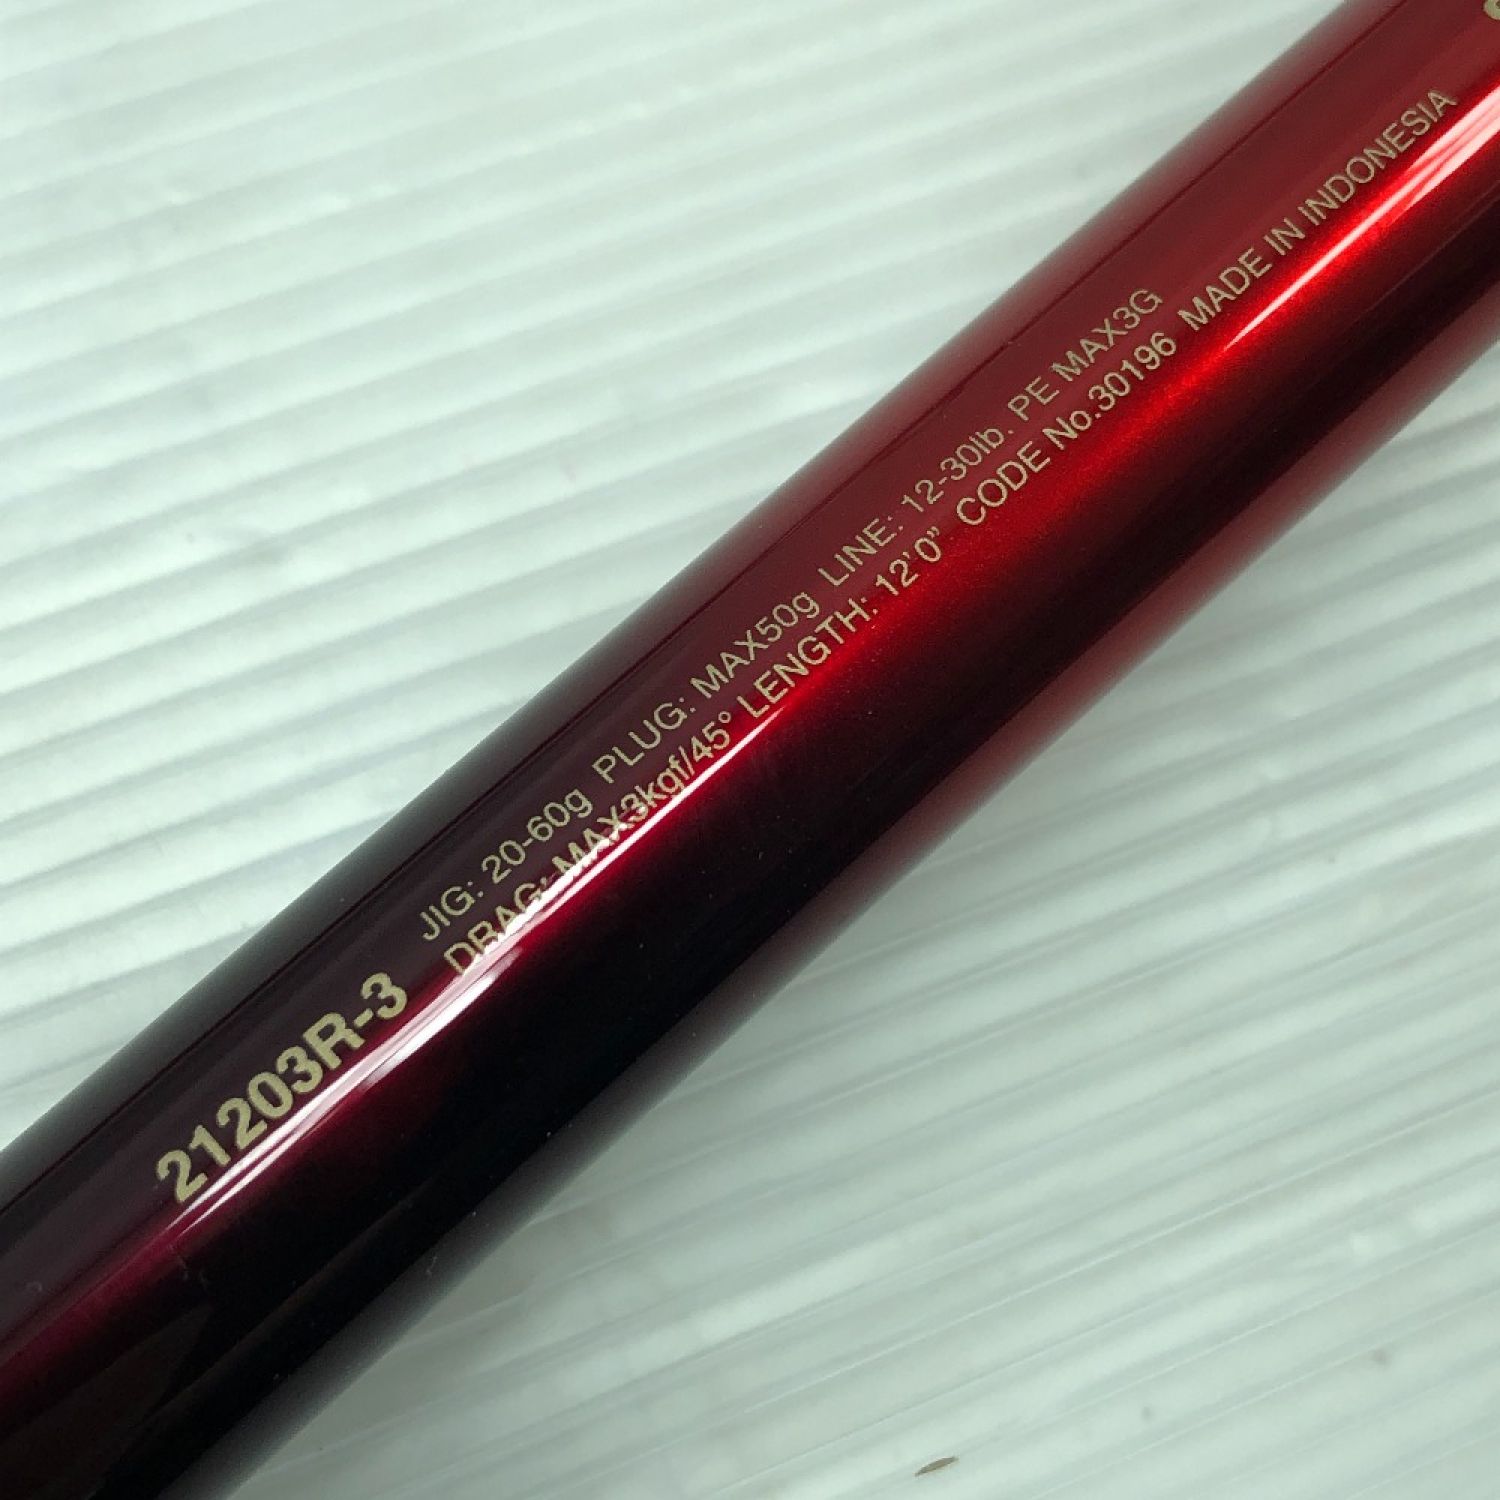 21203R-3
JIG: 20-60g PLUG: MAX50g LINE: 12-30lb. PE MAX3G
DRAG: MAX3kgf/45° LENGTH: 12'0" CODE No.30196 MADE IN INDONESIA